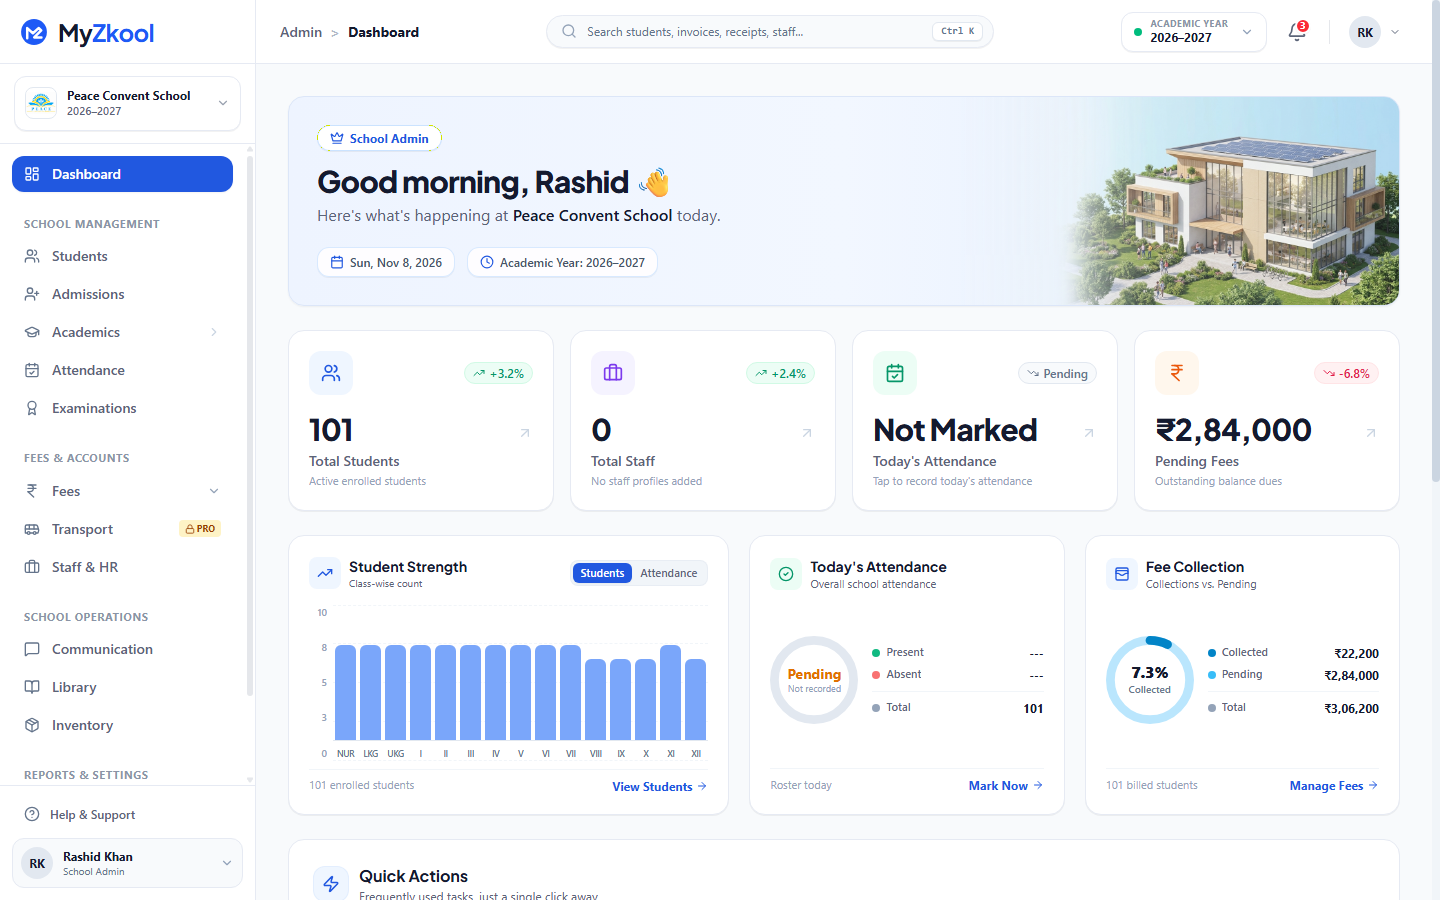 MyZkool
Peace Convent School
2026–2027
PEACE
Dashboard
SCHOOL MANAGEMENT
Students
Admissions
Academics
Attendance
Examinations
FEES & ACCOUNTS
Fees
Transport
PRO
Staff & HR
SCHOOL OPERATIONS
Communication
Library
Inventory
REPORTS & SETTINGS
Help & Support
RK
Rashid Khan
School Admin
Admin > Dashboard
Search students, invoices, receipts, staff...
Ctrl K
ACADEMIC YEAR
2026–2027
3
RK
School Admin
Good morning, Rashid 👋
Here's what's happening at Peace Convent School today.
Sun, Nov 8, 2026
Academic Year: 2026–2027
+3.2%
101
Total Students
Active enrolled students
+2.4%
0
Total Staff
No staff profiles added
Pending
Not Marked
Today's Attendance
Tap to record today's attendance
₹
-6.8%
₹2,84,000
Pending Fees
Outstanding balance dues
Student Strength
Class-wise count
Students
Attendance
10
8
5
3
0
NUR LKG UKG I II III IV V VI VII VIII IX X XI XII
101 enrolled students
View Students →
Today's Attendance
Overall school attendance
Pending
Not recorded
Present ---
Absent ---
Total 101
Roster today
Mark Now →
Fee Collection
Collections vs. Pending
7.3%
Collected
Collected ₹22,200
Pending ₹2,84,000
Total ₹3,06,200
101 billed students
Manage Fees →
Quick Actions
Frequently used tasks, just a single click away